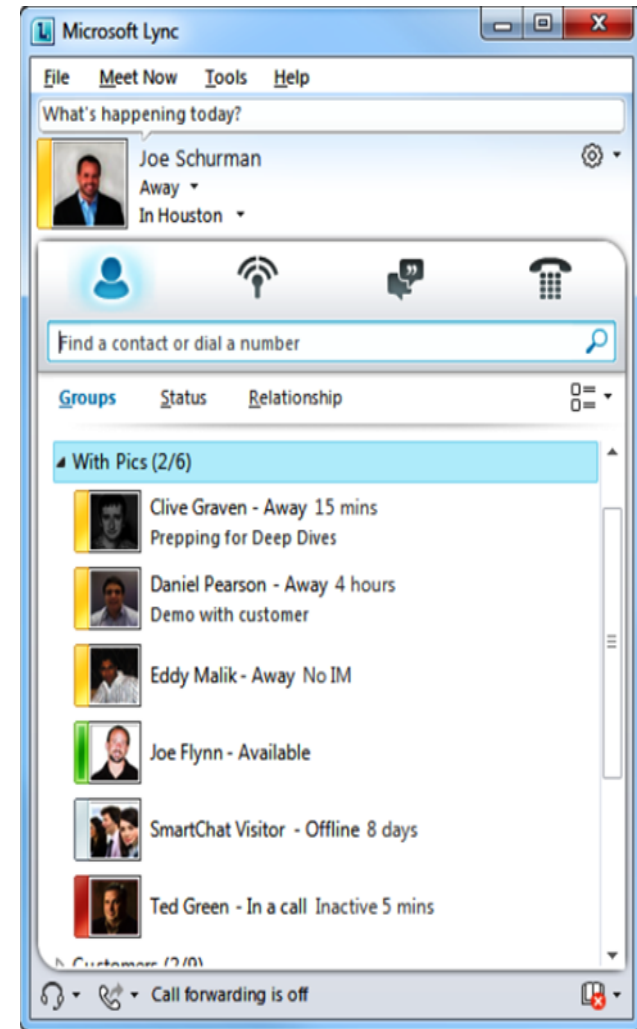 Microsoft Lync
File Meet Now Tools Help
What's happening today?
Joe Schurman
Away
In Houston
Find a contact or dial a number
Groups Status Relationship
With Pics (2/6)
Clive Graven - Away 15 mins
Prepping for Deep Dives
Daniel Pearson - Away 4 hours
Demo with customer
Eddy Malik - Away No IM
Joe Flynn - Available
SmartChat Visitor - Offline 8 days
Ted Green - In a call Inactive 5 mins
Customers (2/9)
Call forwarding is off